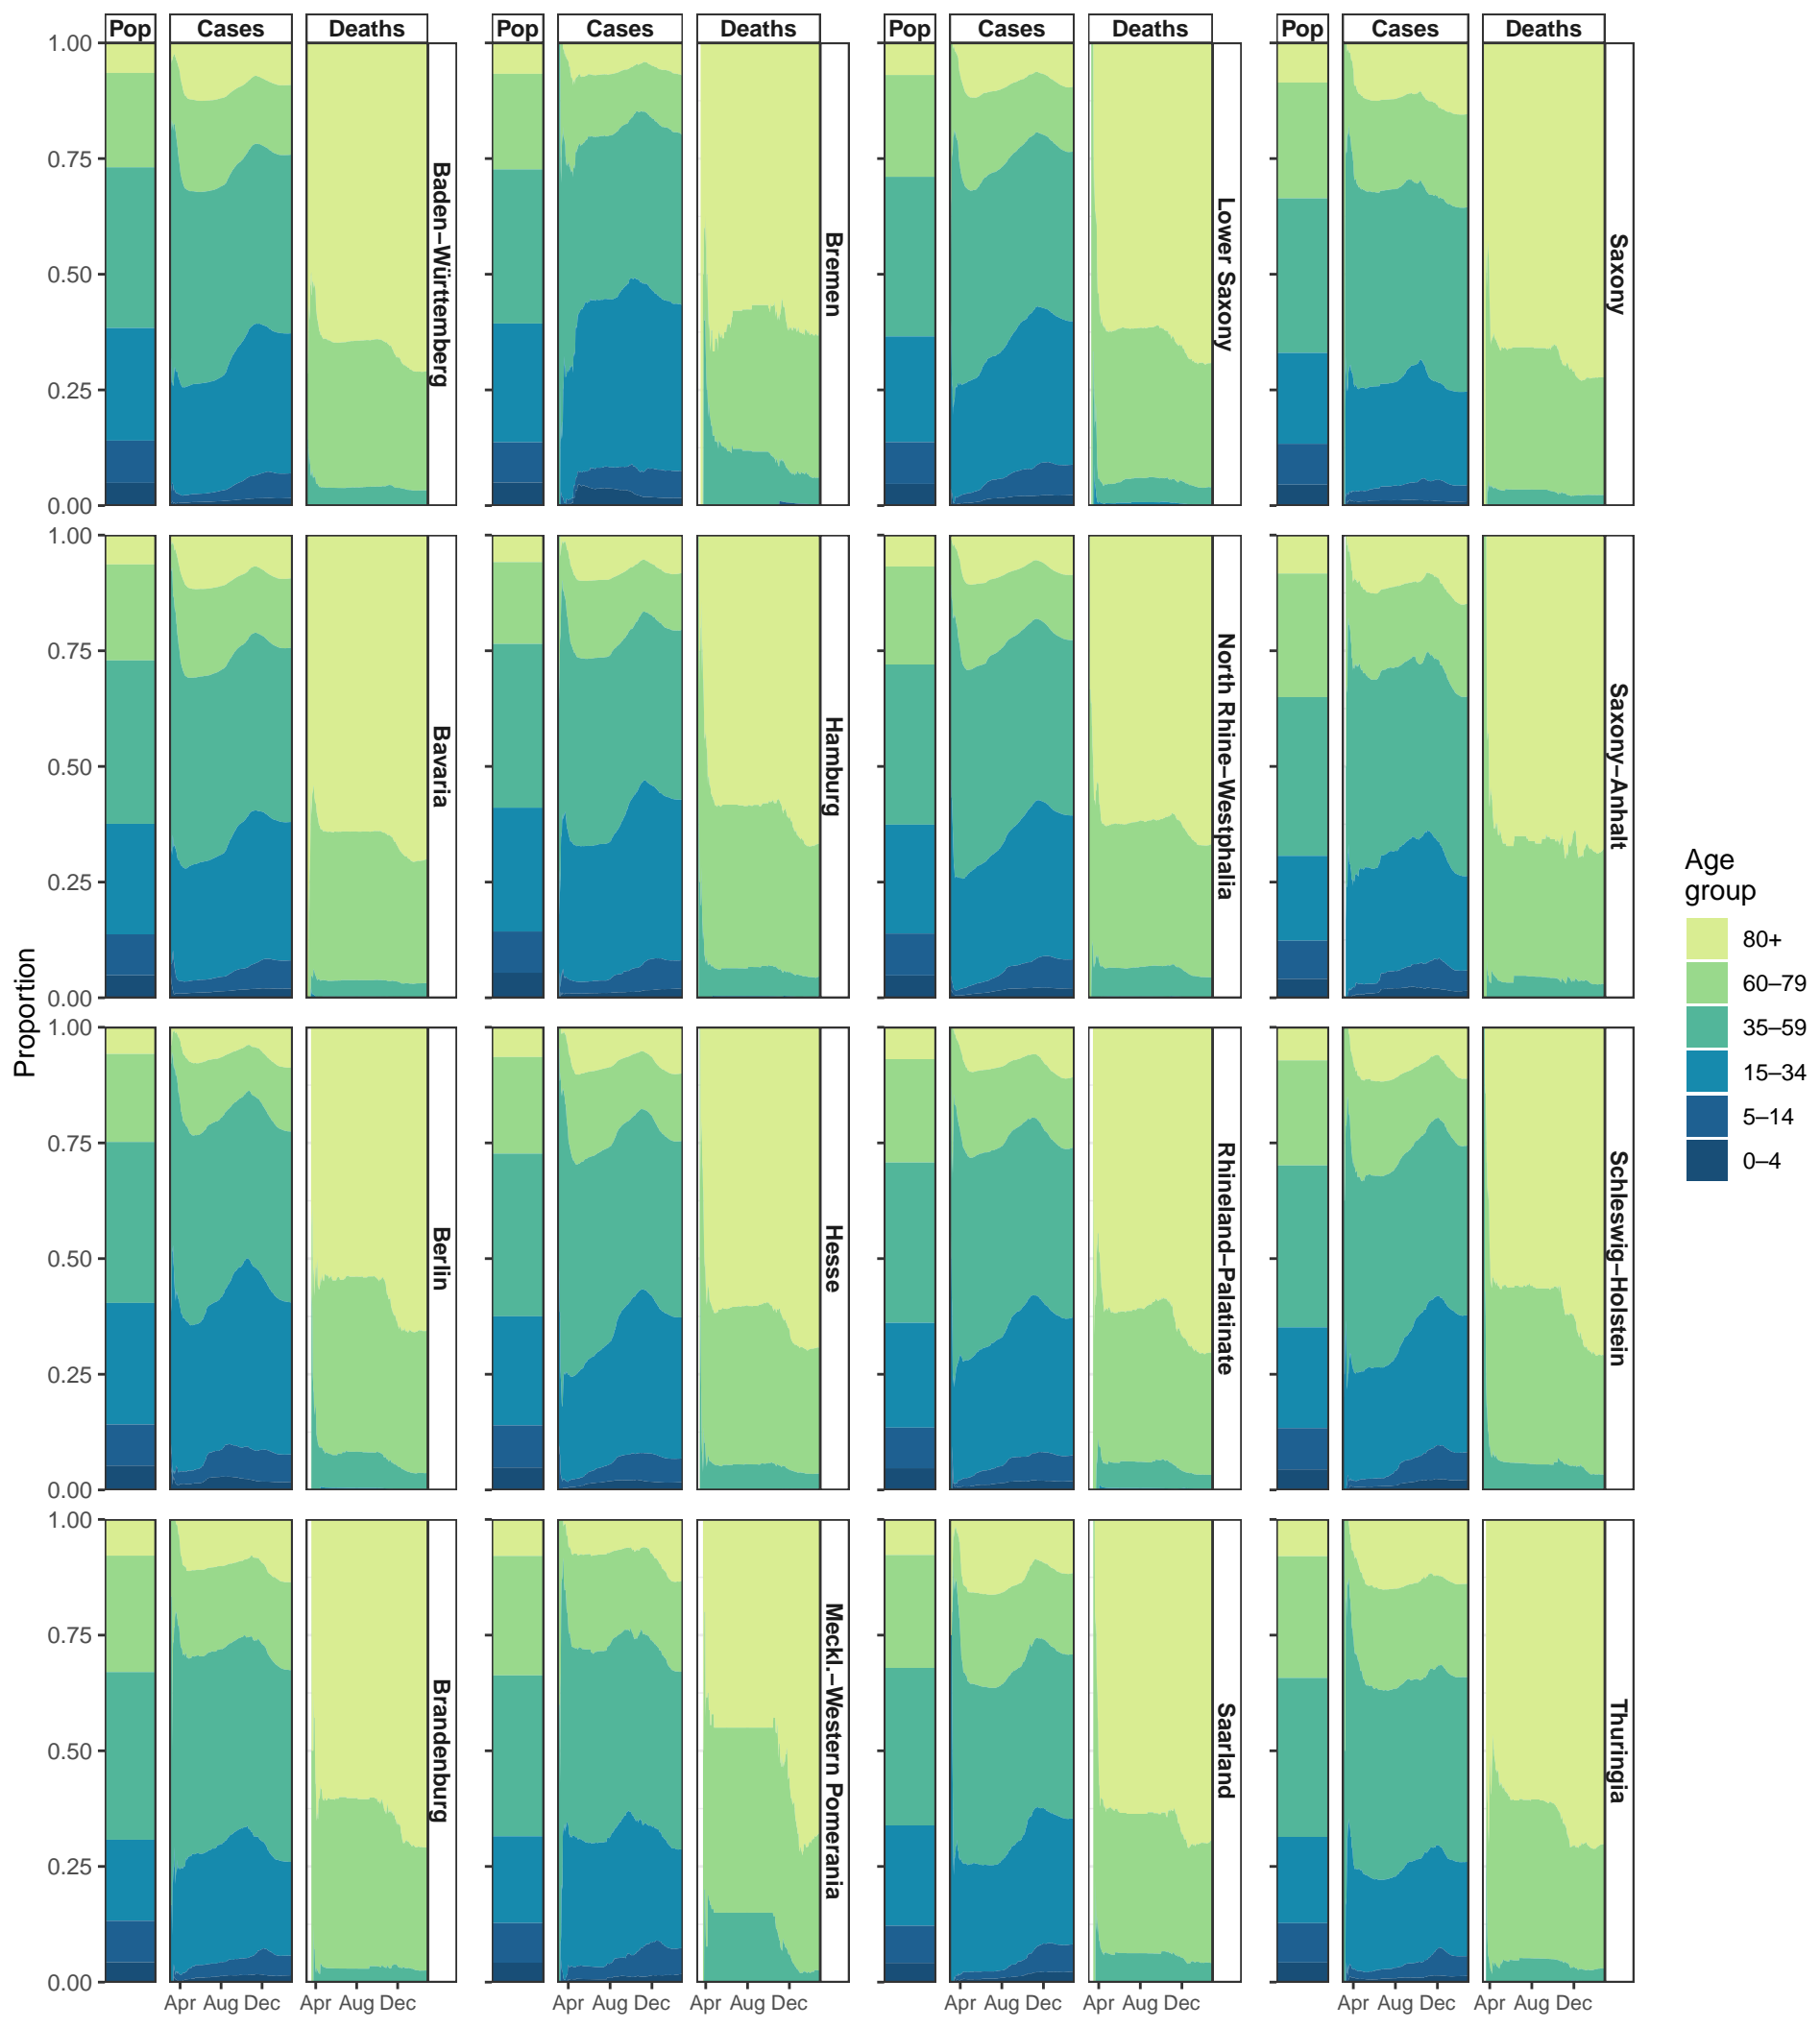 Pop Cases Deaths Pop Cases Deaths Pop Cases Deaths Pop Cases Deaths
1.00
0.75
0.50
0.25
0.00
Baden−Württemberg
Bremen
Lower Saxony
Saxony
1.00
0.75
0.50
0.25
0.00
Bavaria
Hamburg
North Rhine−Westphalia
Saxony−Anhalt
Proportion
1.00
0.75
0.50
0.25
0.00
Berlin
Hesse
Rhineland−Palatinate
Schleswig−Holstein
1.00
0.75
0.50
0.25
0.00
Brandenburg
Meckl.−Western Pomerania
Saarland
Thuringia
Apr Aug Dec Apr Aug Dec Apr Aug Dec Apr Aug Dec Apr Aug Dec Apr Aug Dec Apr Aug Dec Apr Aug Dec
Age
group
80+
60–79
35–59
15–34
5–14
0–4